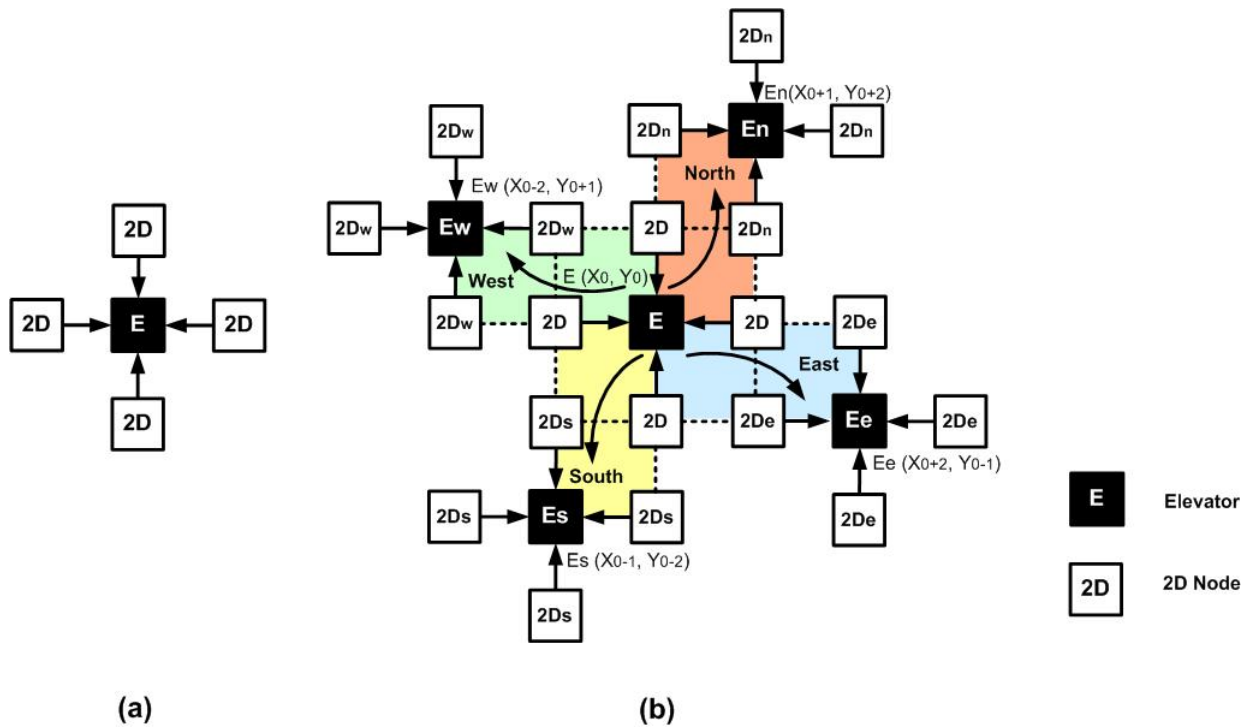 2D
2D
E
2D
2D
(a)
2Dn
En(X0+1, Y0+2)
2Dw
2Dn
En
2Dn
North
Ew (X0-2, Y0+1)
2Dw
Ew
2Dw
2D
2Dn
West
E (X0, Y0)
2Dw
2D
E
2D
2De
East
2Ds
2D
2De
Ee
2De
Ee (X0+2, Y0-1)
South
2Ds
Es
2Ds
2De
Es (X0-1, Y0-2)
2Ds
(b)
E
Elevator
2D
2D Node